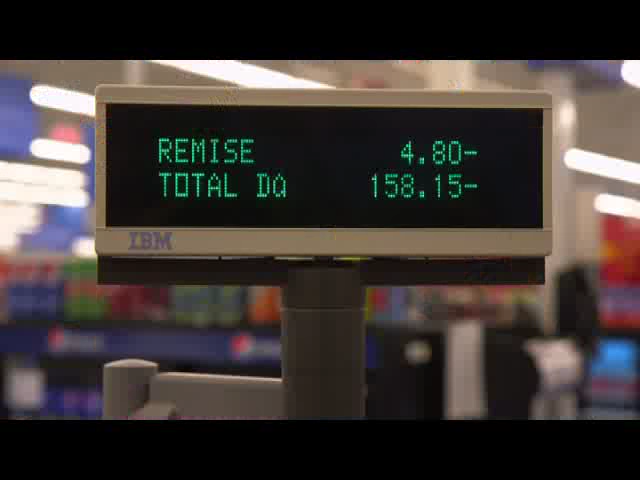 REMISE 4.80-
TOTAL DQ 158.15-
IBM